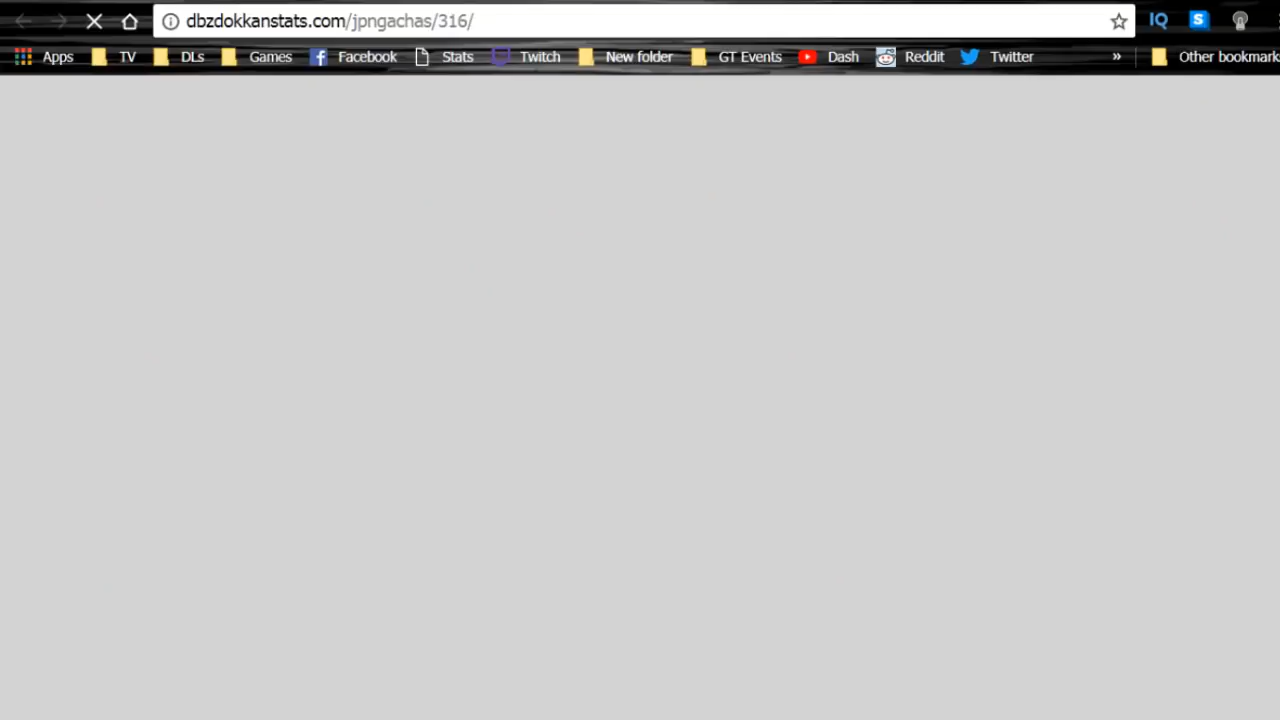 dbzdokkanstats.com/jpngachas/316/
IQ S
Apps TV DLs Games Facebook Stats Twitch New folder GT Events Dash Reddit Twitter » Other bookmark